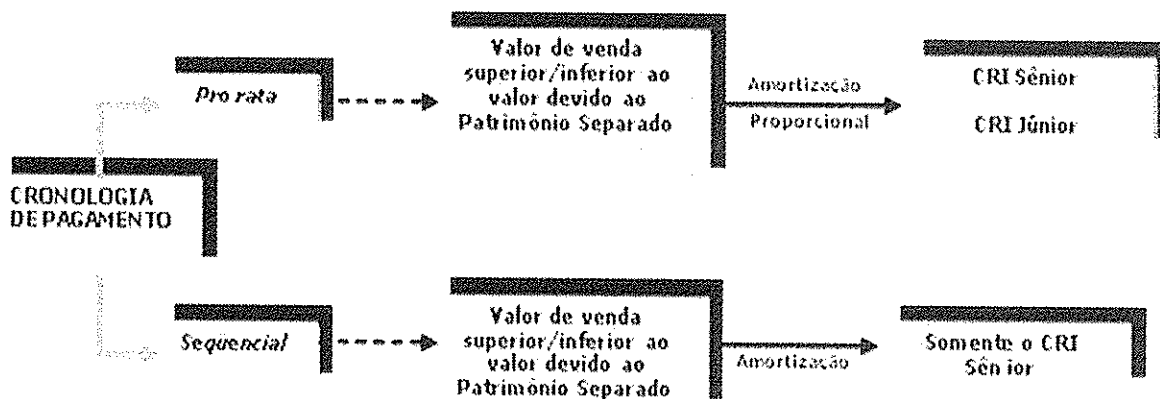 Pro rata
Valor de venda
superior/inferior ao
valor devido ao
Patrimônio Separado
Amortização
Proporcional
CRI Sênior
CRI Júnior
CRONOLOGIA
DE PAGAMENTO
Seqüencial
Valor de venda
superior/inferior ao
valor devido ao
Patrimônio Separado
Amortização
Somente o CRI
Sênior